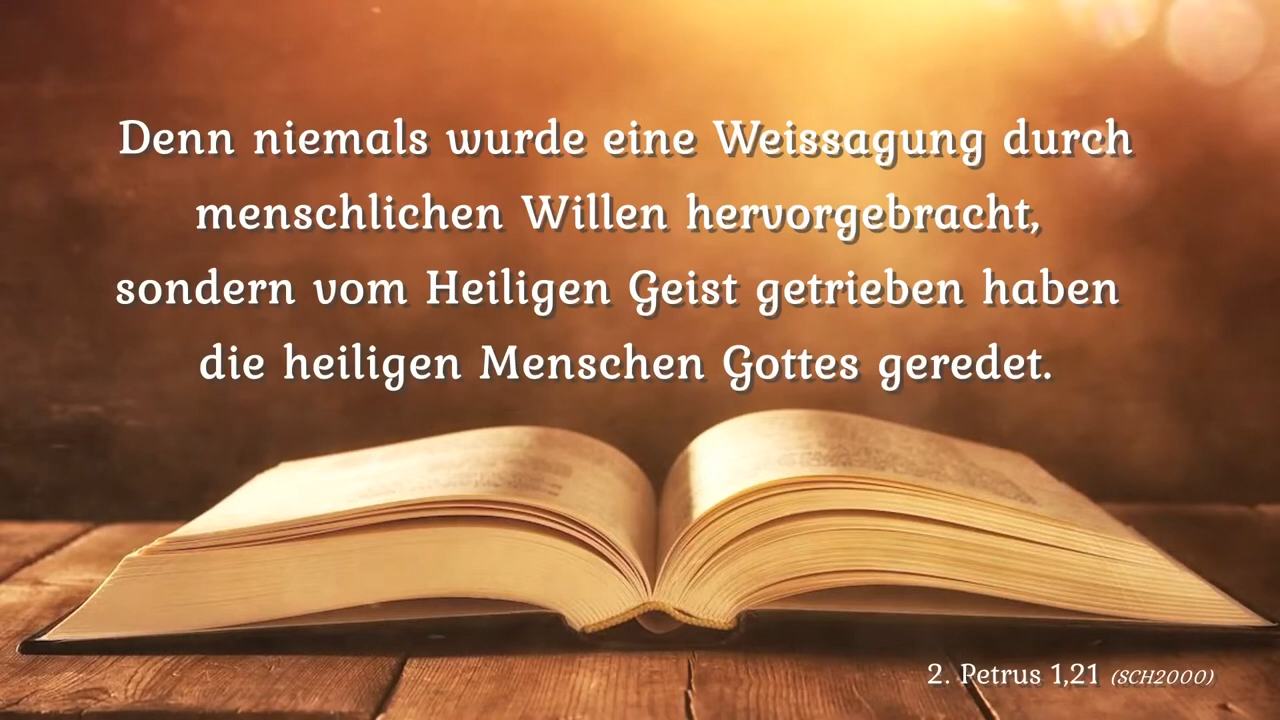 Denn niemals wurde eine Weissagung durch
menschlichen Willen hervorgebracht,
sondern vom Heiligen Geist getrieben haben
die heiligen Menschen Gottes geredet.
2. Petrus 1,21 (SCH2000)